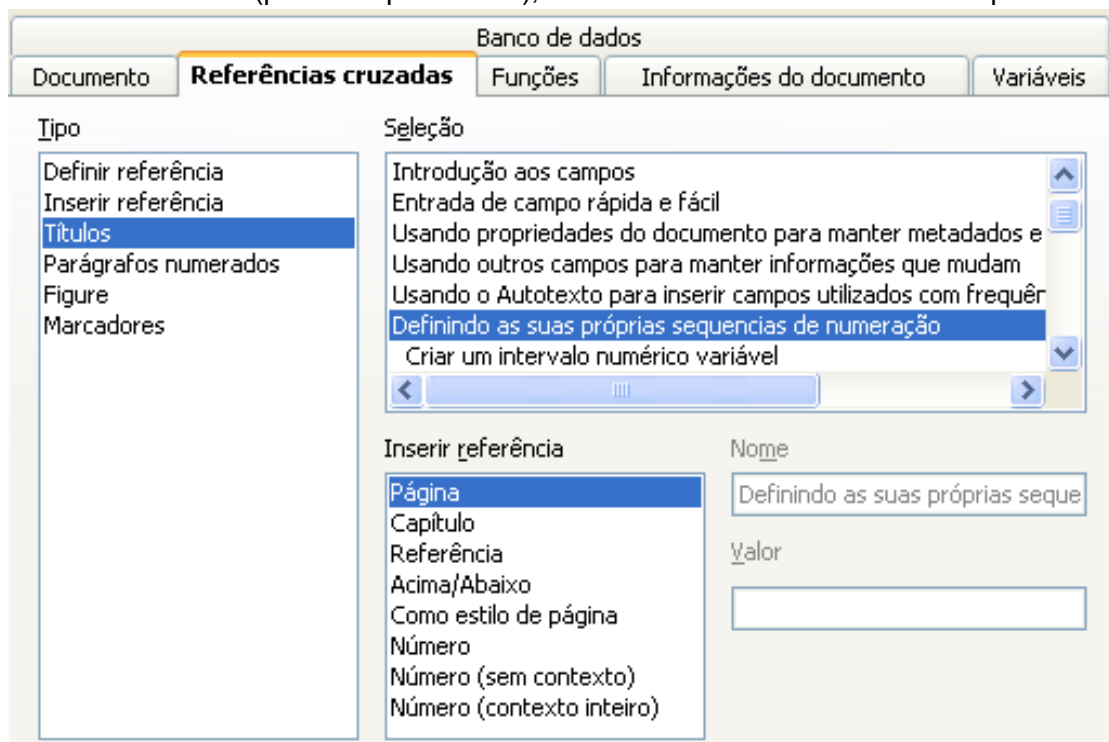 Banco de dados
Documento Referências cruzadas Funções Informações do documento Variáveis
Tipo
Definir referência
Inserir referência
Títulos
Parágrafos numerados
Figure
Marcadores
Seleção
Introdução aos campos
Entrada de campo rápida e fácil
Usando propriedades do documento para manter metadados e
Usando outros campos para manter informações que mudam
Usando o Autotexto para inserir campos utilizados com frequên
Definindo as suas próprias sequencias de numeração
Criar um intervalo numérico variável
Inserir referência
Página
Capítulo
Referência
Acima/Abaixo
Como estilo de página
Número
Número (sem contexto)
Número (contexto inteiro)
Nome
Definindo as suas próprias seque
Valor